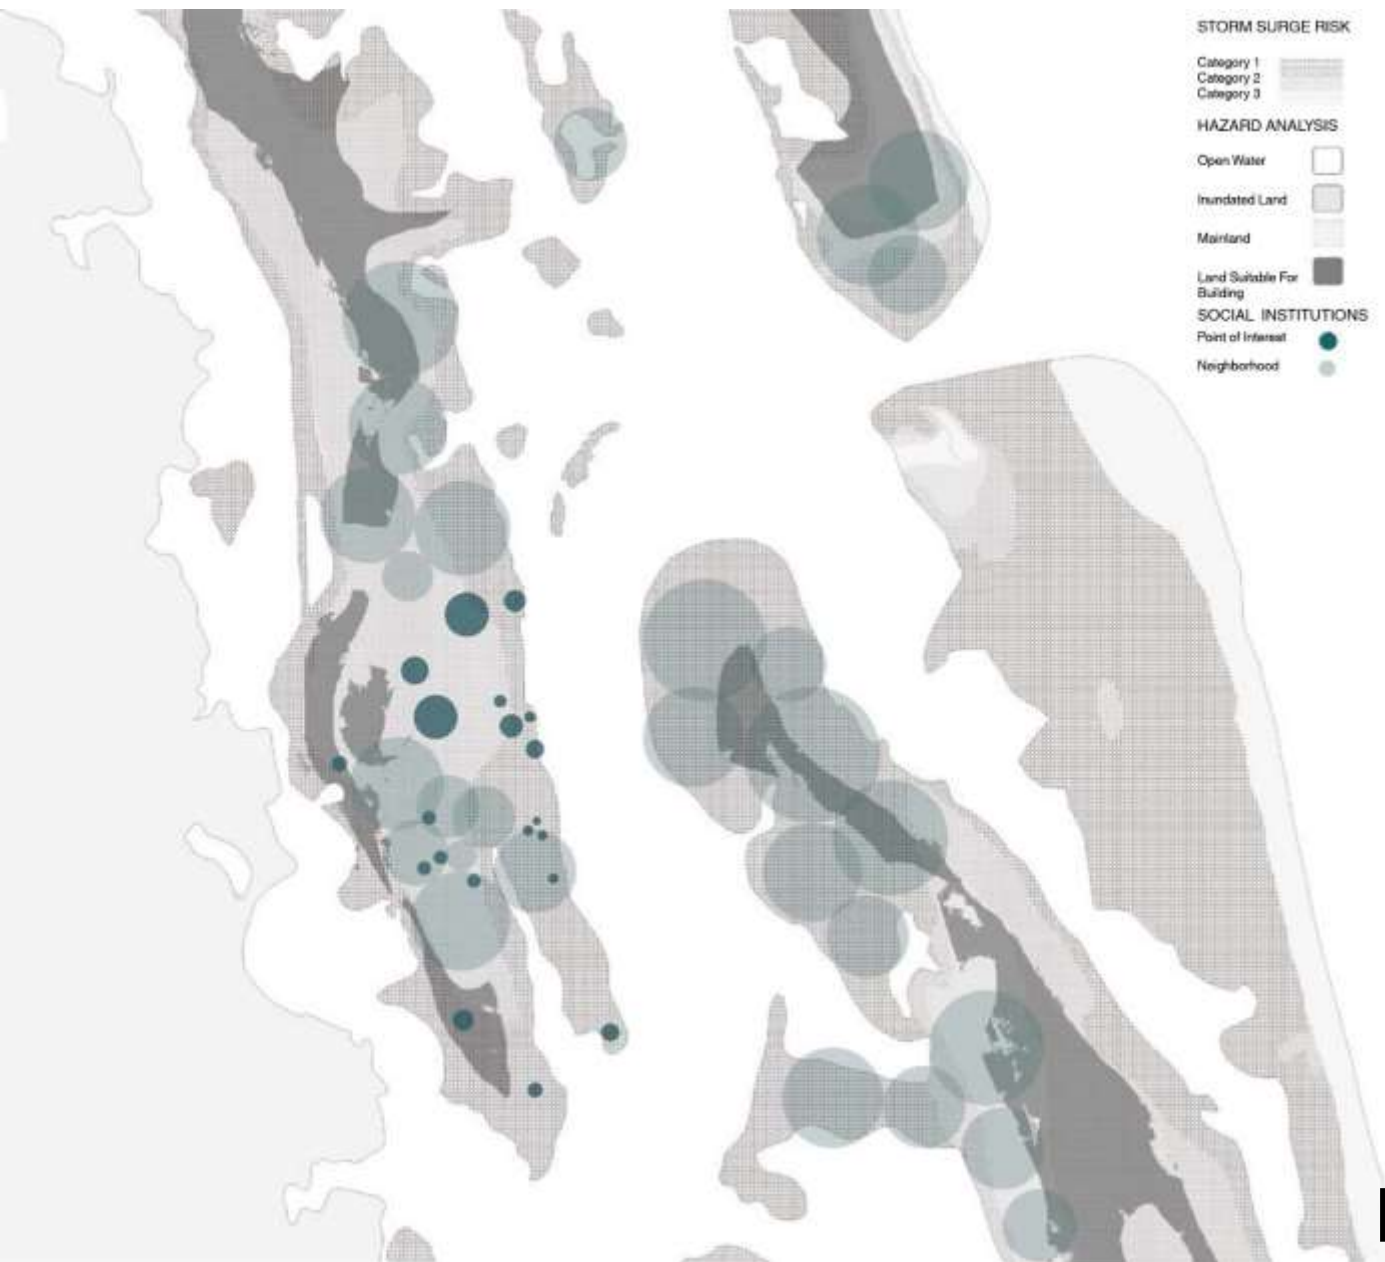 STORM SURGE RISK
Category 1
Category 2
Category 3
HAZARD ANALYSIS
Open Water
Inundated Land
Mainland
Land Suitable For
Building
SOCIAL INSTITUTIONS
Point of Interest
Neighborhood